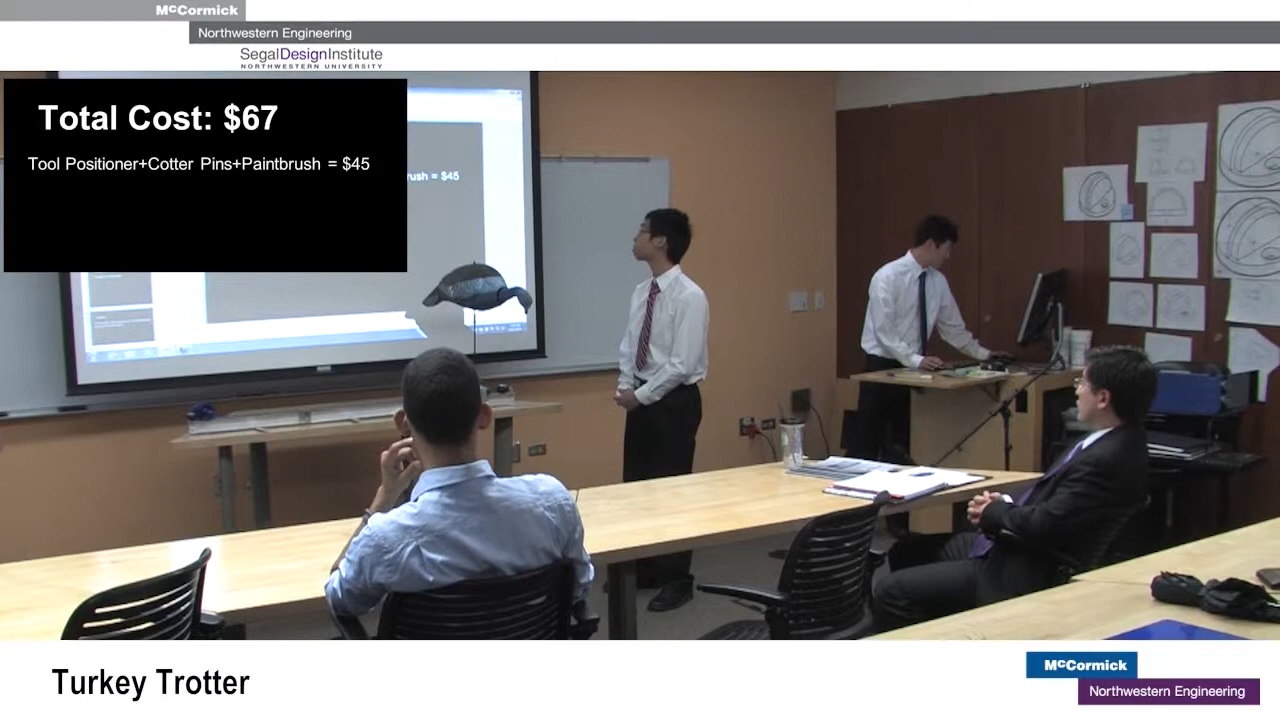 McCormick
Northwestern Engineering
SegalDesignInstitute
NORTHWESTERN UNIVERSITY
Total Cost: $67
Tool Positioner+Cotter Pins+Paintbrush = $45
rush = $45
Turkey Trotter
McCormick
Northwestern Engineering